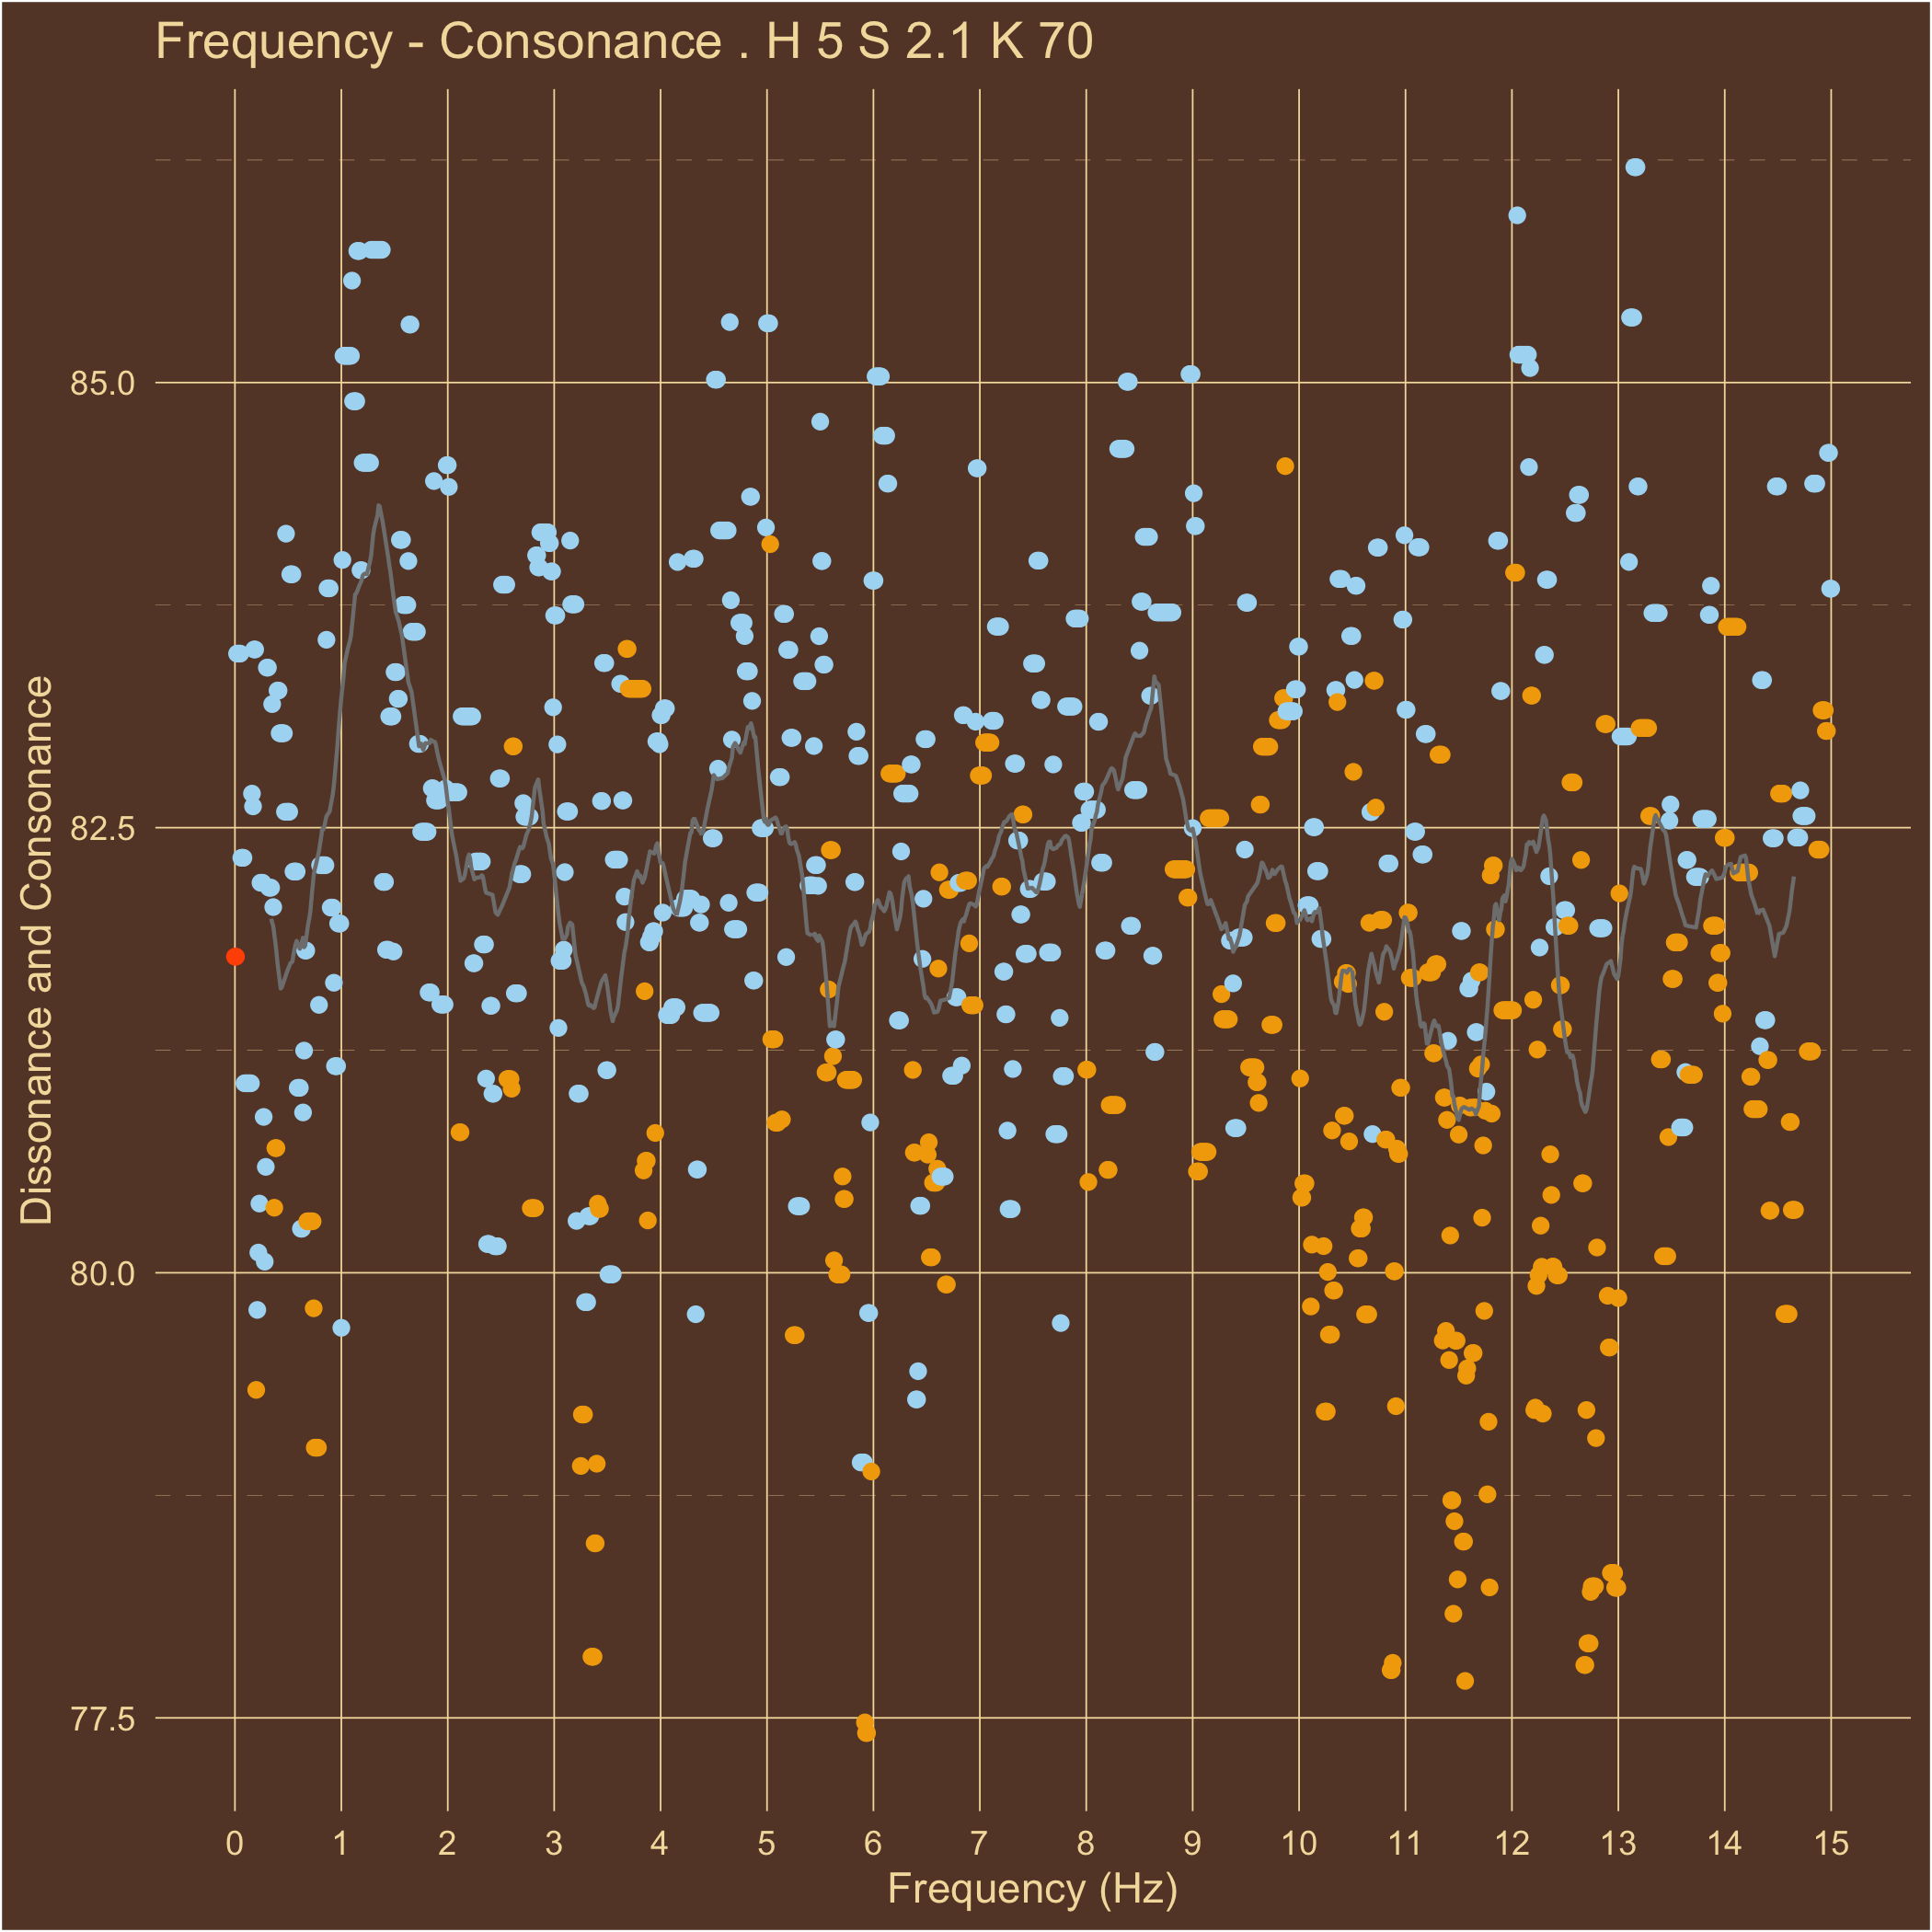 Frequency - Consonance . H 5 S 2.1 K 70
Dissonance and Consonance
85.0
82.5
80.0
77.5
0 1 2 3 4 5 6 7 8 9 10 11 12 13 14 15
Frequency (Hz)